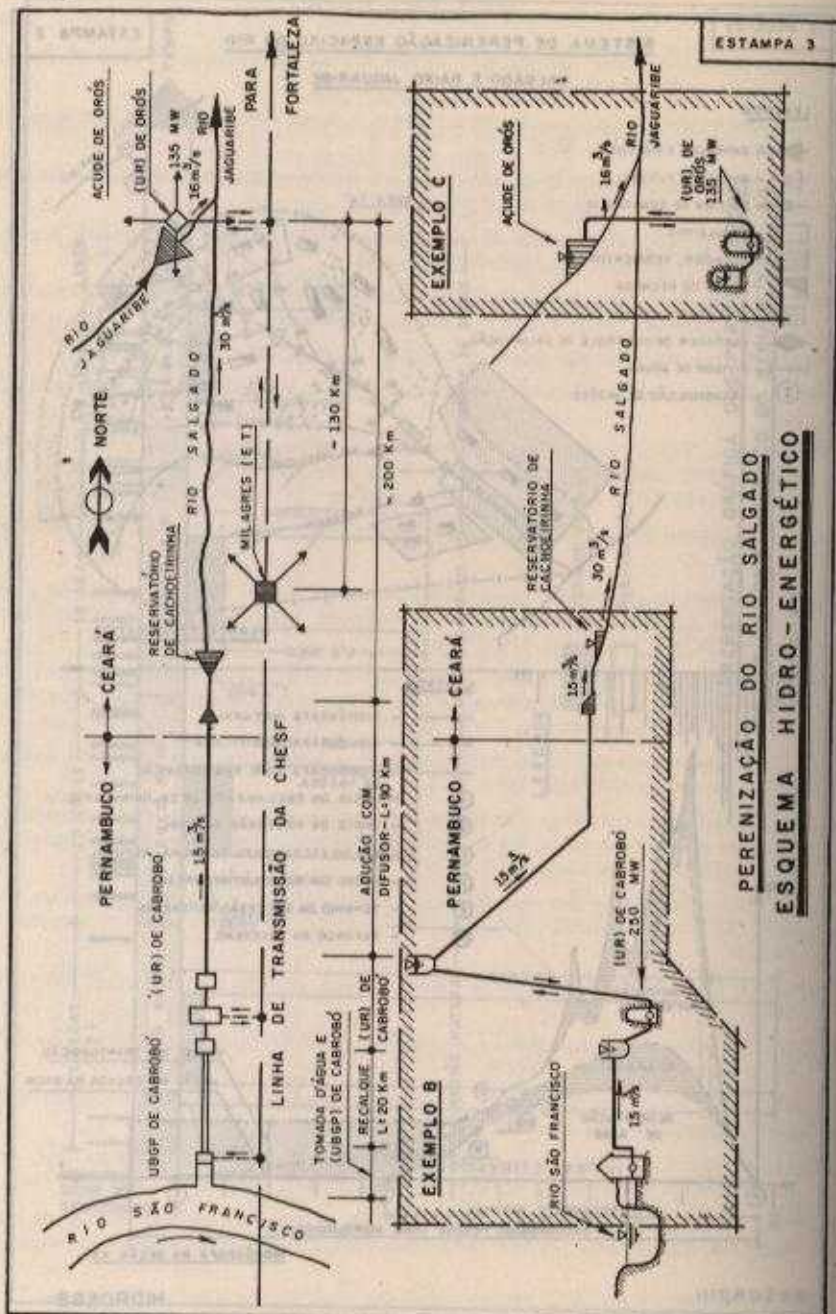 ESTAMPA 3
RIO JAGUARIBE
AÇUDE DE ORÓS
(UR) DE ORÓS
135 MW
16 m³/s
RIO
JAGUARIBE
PARA
FORTALEZA
NORTE
RIO SALGADO
30 m³/s
MILAGRES (ET)
~ 130 Km
~ 200 Km
RESERVATÓRIO
DE CACHOEIRINHA
PERNAMBUCO
CEARÁ
15 m³/s
(UR) DE CABROBÓ
UBGP DE CABROBÓ
LINHA DE TRANSMISSÃO DA CHESF
RIO SÃO FRANCISCO
TOMADA D'ÁGUA E
(UBGP) DE CABROBÓ
RECALQUE
L=20 Km
(UR) DE
CABROBÓ
ADUÇÃO COM
DIFUSOR-L=90 Km
EXEMPLO B
RIO SÃO FRANCISCO
15 m³/s
(UR) DE CABROBÓ
250 MW
15 m³/s
PERNAMBUCO
CEARÁ
15 m³/s
RESERVATÓRIO DE
CACHOEIRINHA
30 m³/s
RIO SALGADO
EXEMPLO C
AÇUDE DE ORÓS
16 m³/s
RIO
JAGUARIBE
(UR) DE
ORÓS
135 MW
PERENIZAÇÃO DO RIO SALGADO
ESQUEMA HIDRO-ENERGÉTICO